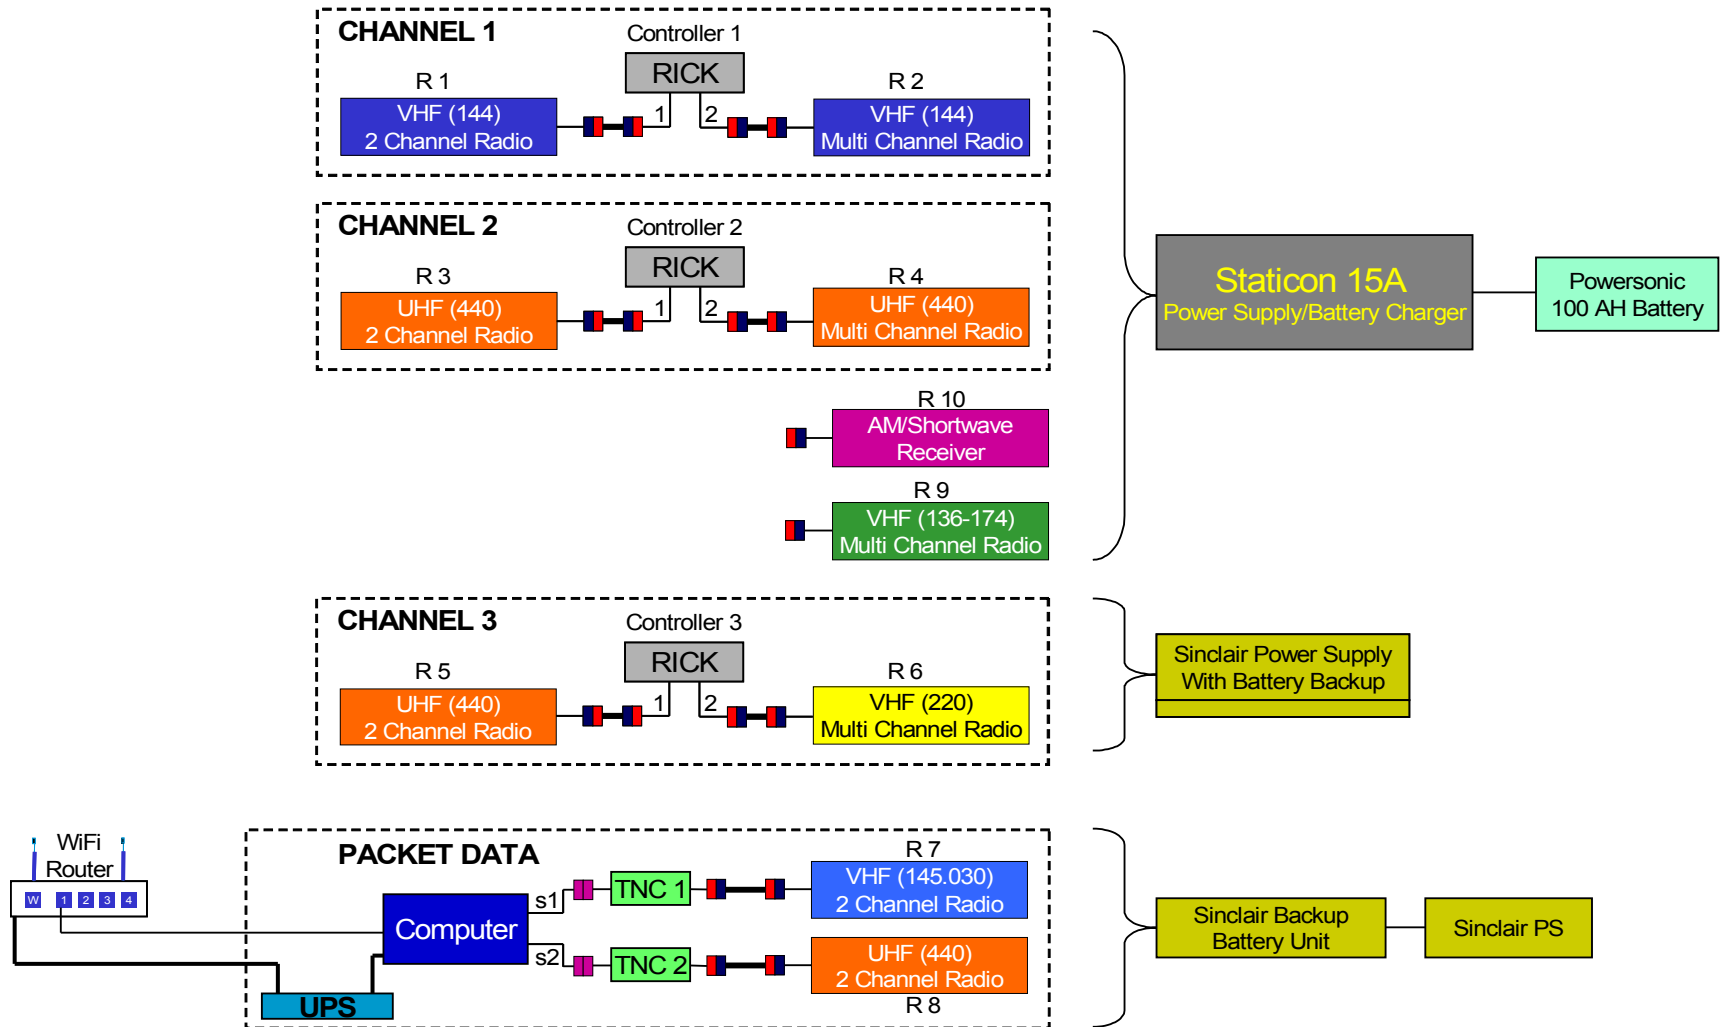 CHANNEL 1
Controller 1
RICK
R 1
R 2
VHF (144)
2 Channel Radio
1
2
VHF (144)
Multi Channel Radio
CHANNEL 2
Controller 2
RICK
R 3
R 4
UHF (440)
2 Channel Radio
1
2
UHF (440)
Multi Channel Radio
Staticon 15A
Power Supply/Battery Charger
Powersonic
100 AH Battery
R 10
AM/Shortwave
Receiver
R 9
VHF (136-174)
Multi Channel Radio
CHANNEL 3
Controller 3
RICK
R 5
R 6
UHF (440)
2 Channel Radio
1
2
VHF (220)
Multi Channel Radio
Sinclair Power Supply
With Battery Backup
WiFi
Router
W 1 2 3 4
PACKET DATA
Computer
s1
s2
TNC 1
TNC 2
R 7
VHF (145.030)
2 Channel Radio
UHF (440)
2 Channel Radio
R 8
UPS
Sinclair Backup
Battery Unit
Sinclair PS